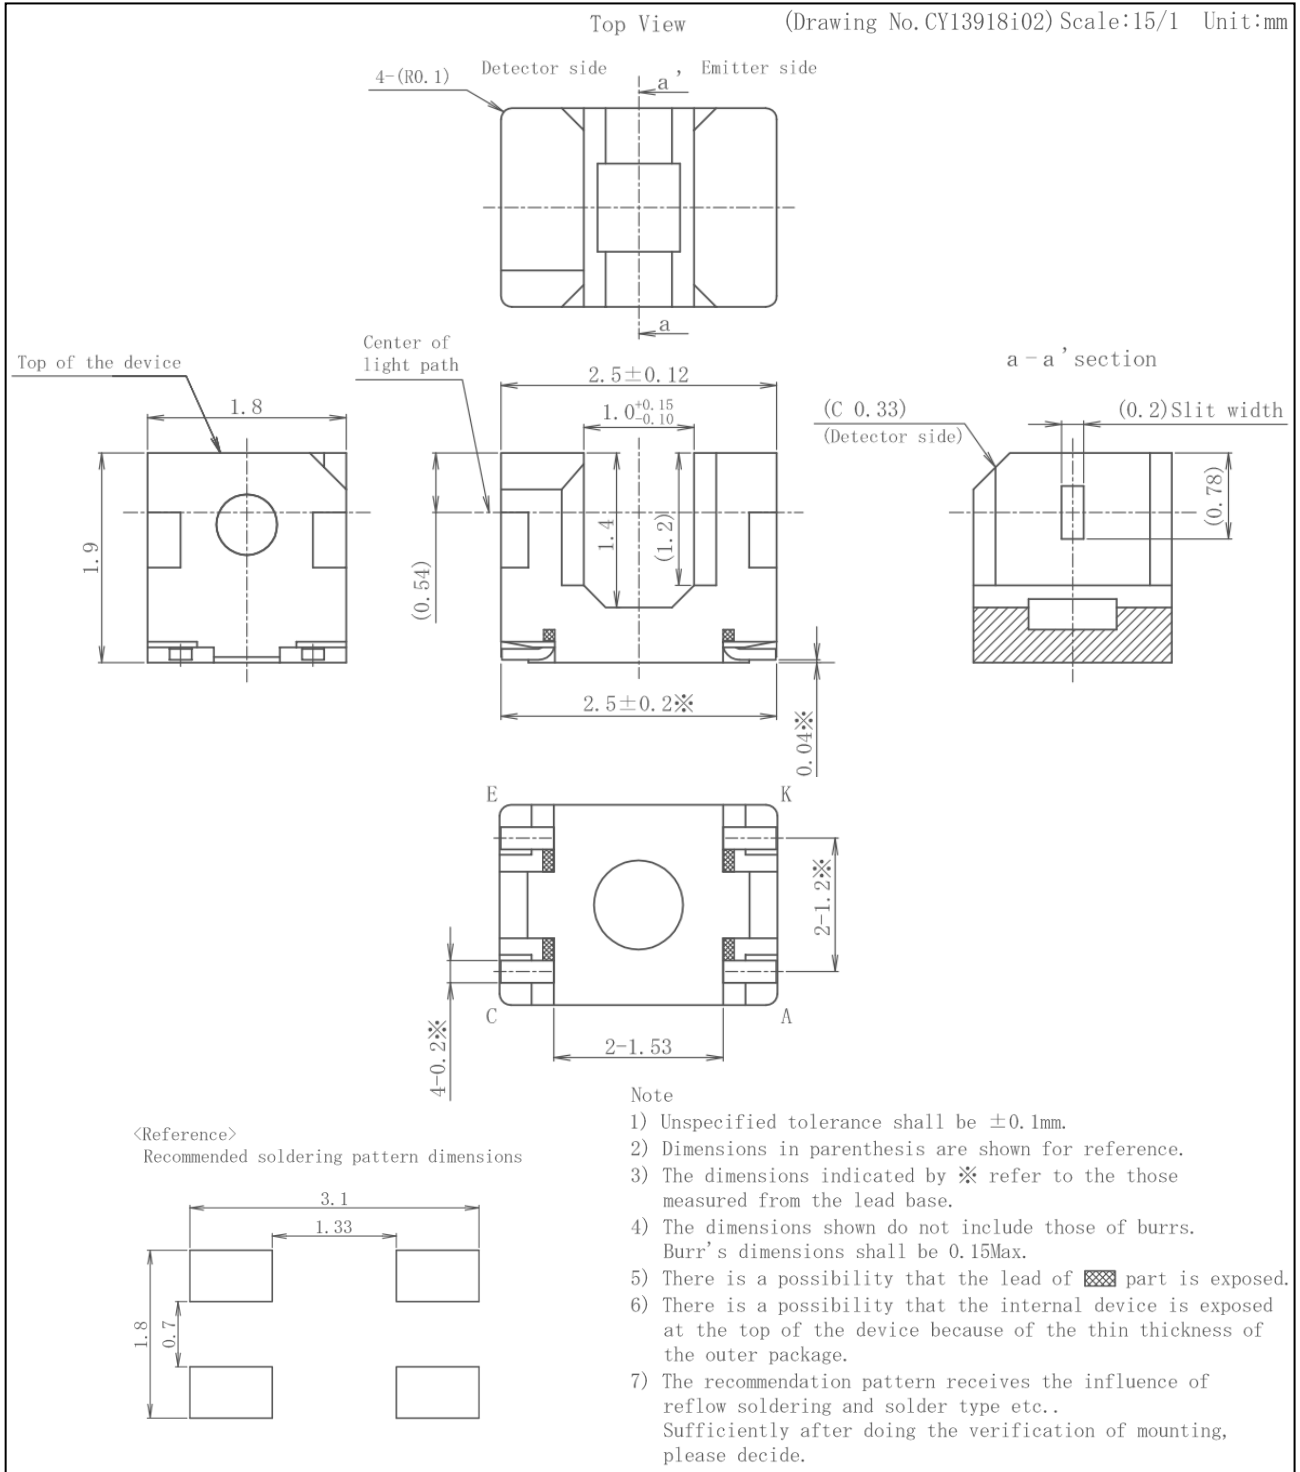 Top View (Drawing No.CY13918i02) Scale:15/1 Unit:mm
4-(R0.1) Detector side a' Emitter side
a
Top of the device
Center of
light path
a-a'section
1.8
2.5±0.12
1.0+0.15
-0.10
(C 0.33)
(Detector side)
(0.2)Slit width
1.9
(0.54)
1.4
(1.2)
(0.78)
2.5±0.2※
0.04※
E K
2-1.2※
C A
4-0.2※
2-1.53
<Reference>
Recommended soldering pattern dimensions
3.1
1.33
1.8
0.7
Note
1) Unspecified tolerance shall be ±0.1mm.
2) Dimensions in parenthesis are shown for reference.
3) The dimensions indicated by ※ refer to the those
measured from the lead base.
4) The dimensions shown do not include those of burrs.
Burr's dimensions shall be 0.15Max.
5) There is a possibility that the lead of part is exposed.
6) There is a possibility that the internal device is exposed
at the top of the device because of the thin thickness of
the outer package.
7) The recommendation pattern receives the influence of
reflow soldering and solder type etc..
Sufficiently after doing the verification of mounting,
please decide.